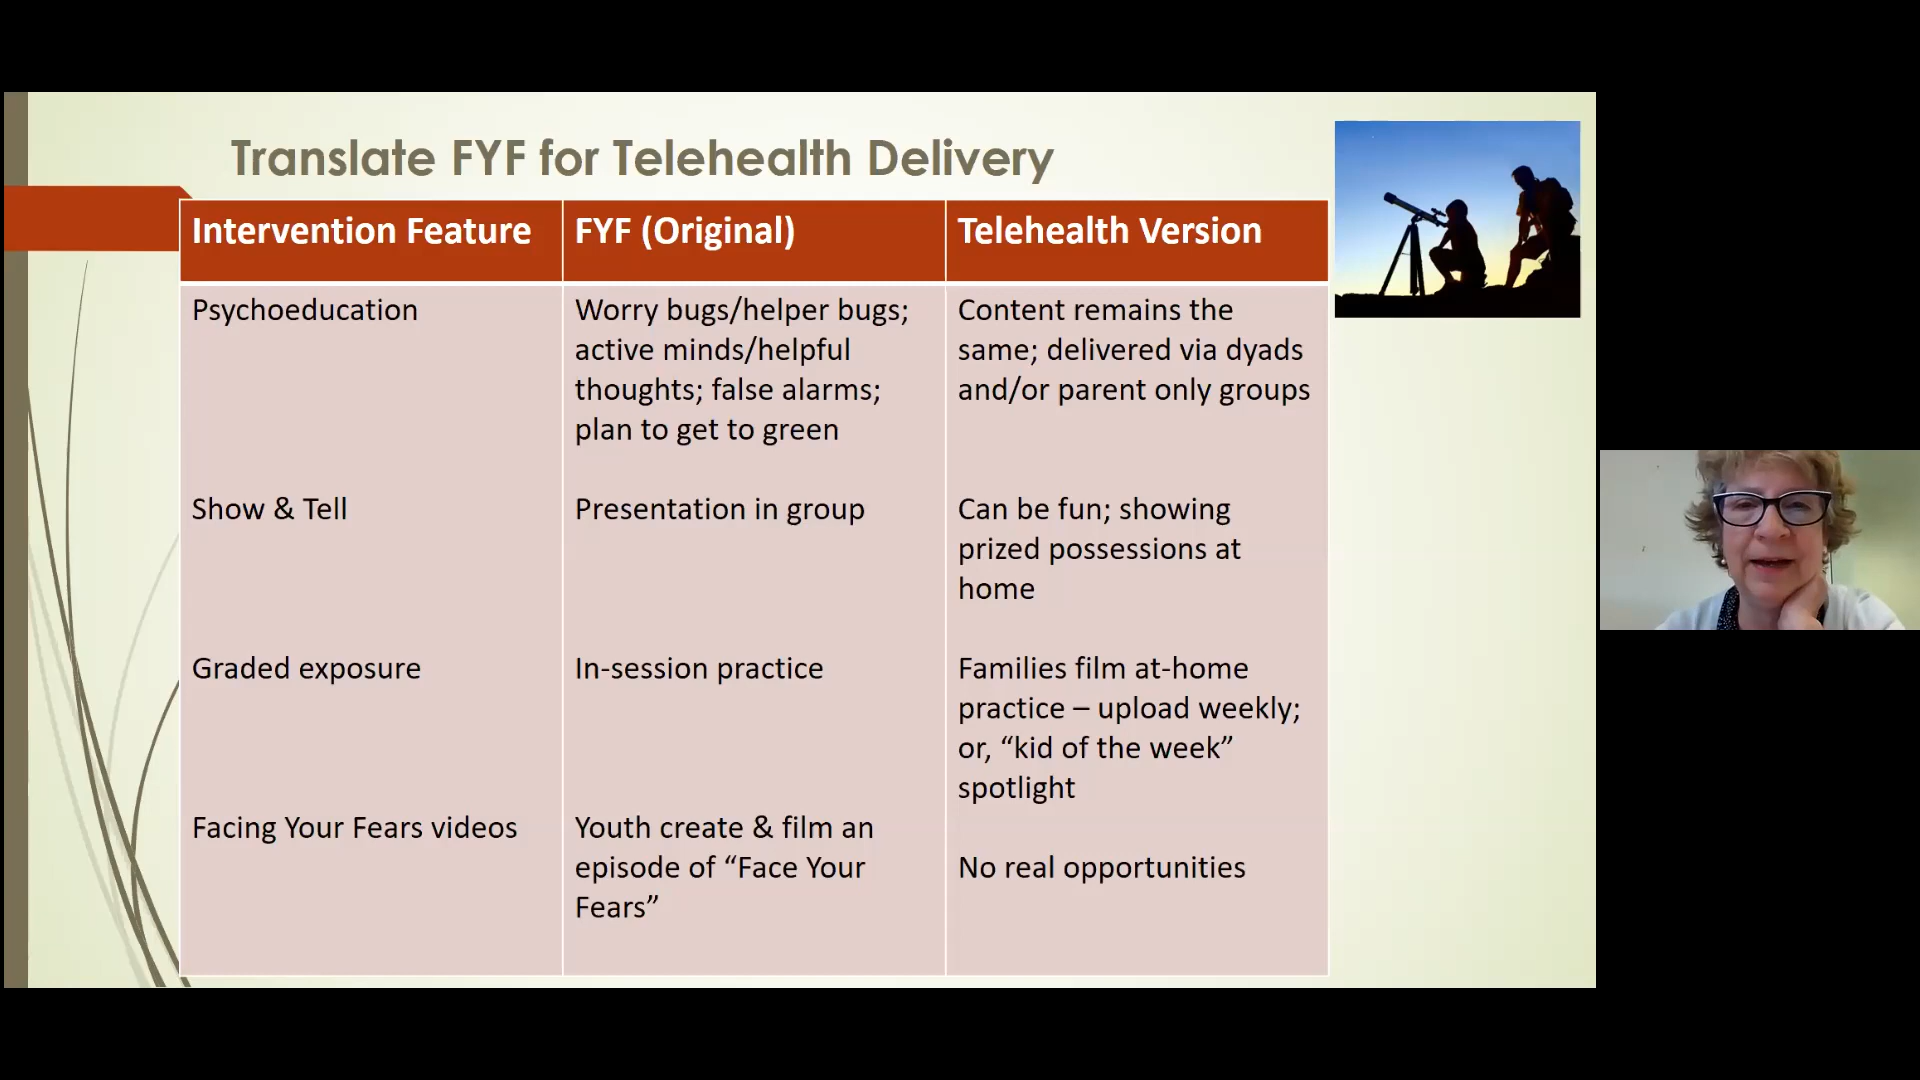 Translate FYF for Telehealth Delivery
Intervention Feature
FYF (Original)
Telehealth Version
Psychoeducation
Worry bugs/helper bugs;
active minds/helpful
thoughts; false alarms;
plan to get to green
Content remains the
same; delivered via dyads
and/or parent only groups
Show & Tell
Presentation in group
Can be fun; showing
prized possessions at
home
Graded exposure
In-session practice
Families film at-home
practice – upload weekly;
or, “kid of the week”
spotlight
Facing Your Fears videos
Youth create & film an
episode of “Face Your
Fears”
No real opportunities